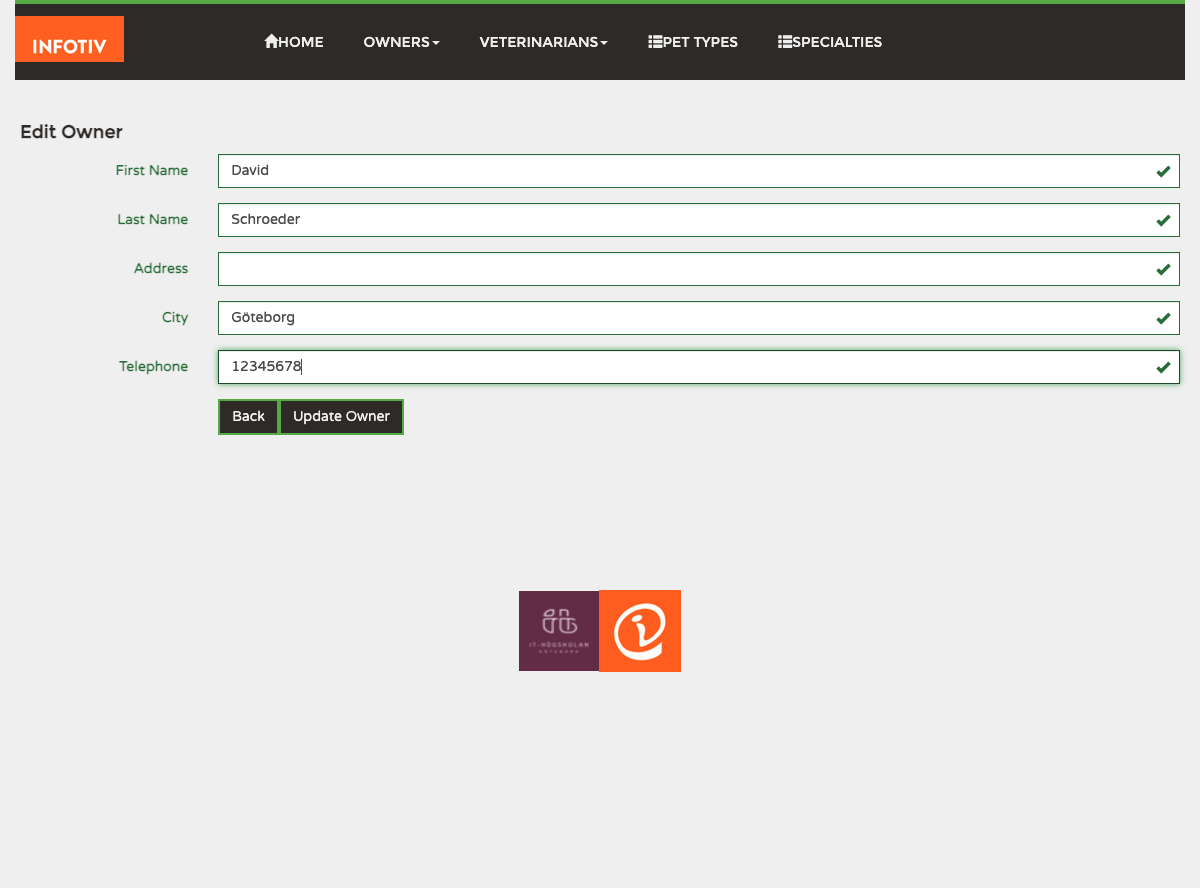 INFOTIV
HOME OWNERS VETERINARIANS PET TYPES SPECIALTIES
Edit Owner
First Name David
Last Name Schroeder
Address
City Göteborg
Telephone 12345678
Back Update Owner
IT-HÖGSKOLAN
GÖTEBORG